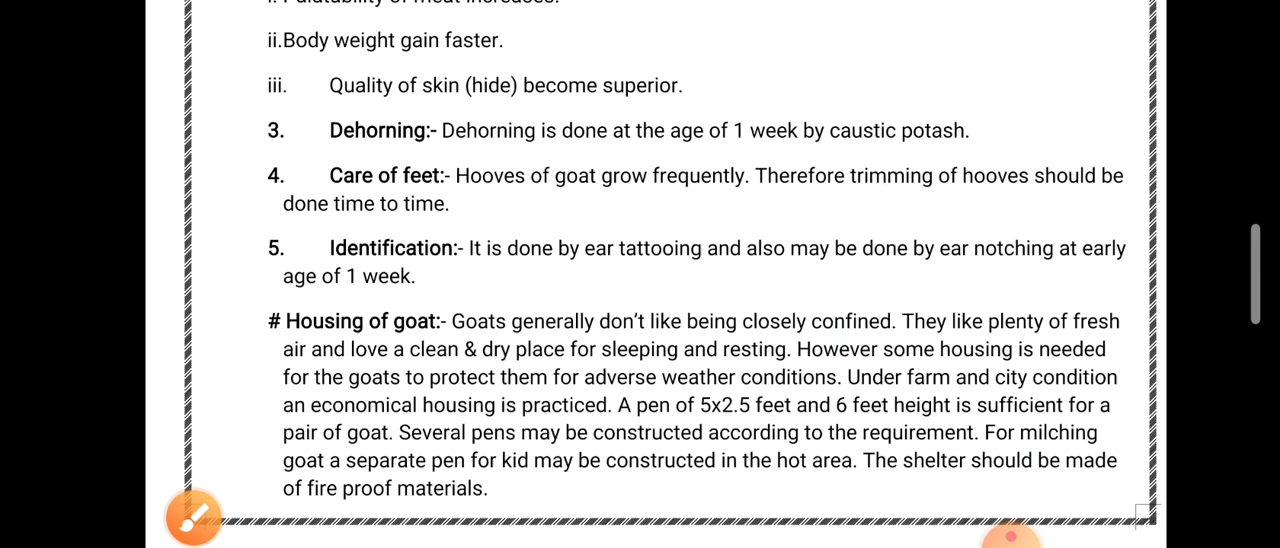 i. Palatability of meat increases.
ii.Body weight gain faster.
iii. Quality of skin (hide) become superior.
3. Dehorning:- Dehorning is done at the age of 1 week by caustic potash.
4. Care of feet:- Hooves of goat grow frequently. Therefore trimming of hooves should be
done time to time.
5. Identification:- It is done by ear tattooing and also may be done by ear notching at early
age of 1 week.
# Housing of goat:- Goats generally don't like being closely confined. They like plenty of fresh
air and love a clean & dry place for sleeping and resting. However some housing is needed
for the goats to protect them for adverse weather conditions. Under farm and city condition
an economical housing is practiced. A pen of 5x2.5 feet and 6 feet height is sufficient for a
pair of goat. Several pens may be constructed according to the requirement. For milching
goat a separate pen for kid may be constructed in the hot area. The shelter should be made
of fire proof materials.